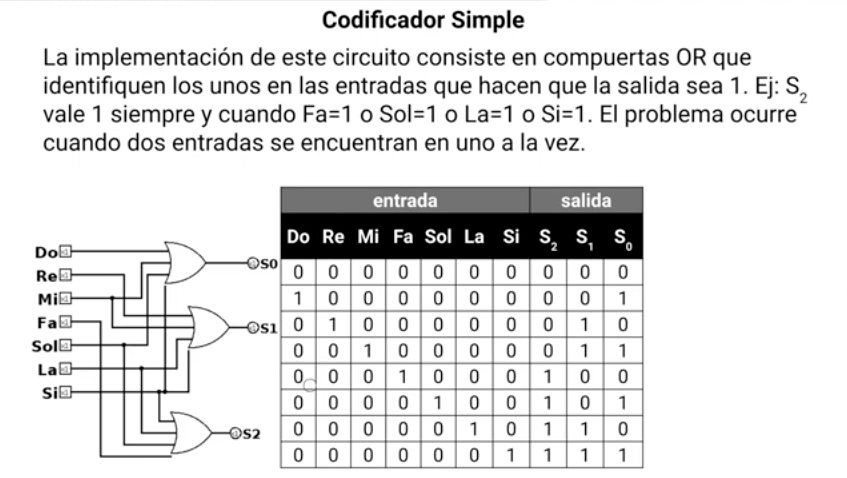 Codificador Simple
La implementación de este circuito consiste en compuertas OR que
identifiquen los unos en las entradas que hacen que la salida sea 1. Ej: S2
vale 1 siempre y cuando Fa=1 o Sol=1 o La=1 o Si=1. El problema ocurre
cuando dos entradas se encuentran en uno a la vez.
entrada salida
Do Re Mi Fa Sol La Si S2 S1 S0
0 0 0 0 0 0 0 0 0 0
1 0 0 0 0 0 0 0 0 1
0 1 0 0 0 0 0 0 1 0
0 0 1 0 0 0 0 0 1 1
0 0 0 1 0 0 0 1 0 0
0 0 0 0 1 0 0 1 0 1
0 0 0 0 0 1 0 1 1 0
0 0 0 0 0 0 1 1 1 1
Do
Re
Mi
Fa
Sol
La
Si
S0
S1
S2